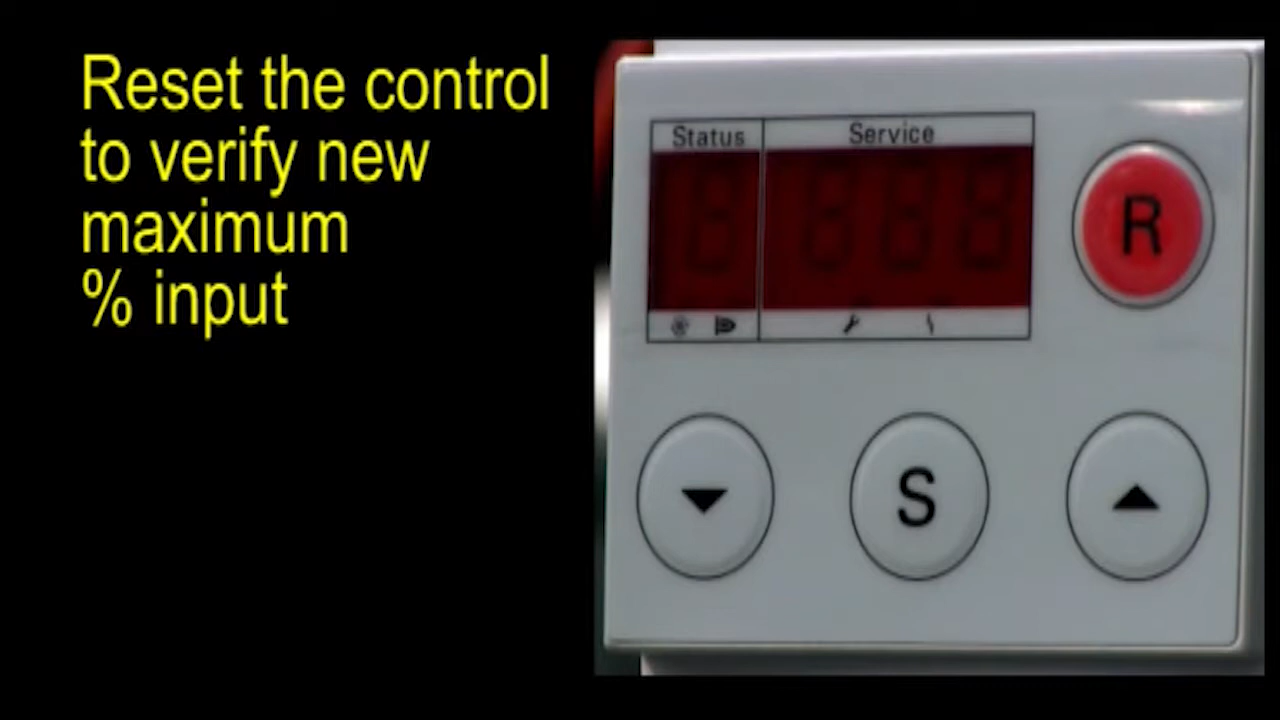 Reset the control
to verify new
maximum
% input
Status Service
R
S